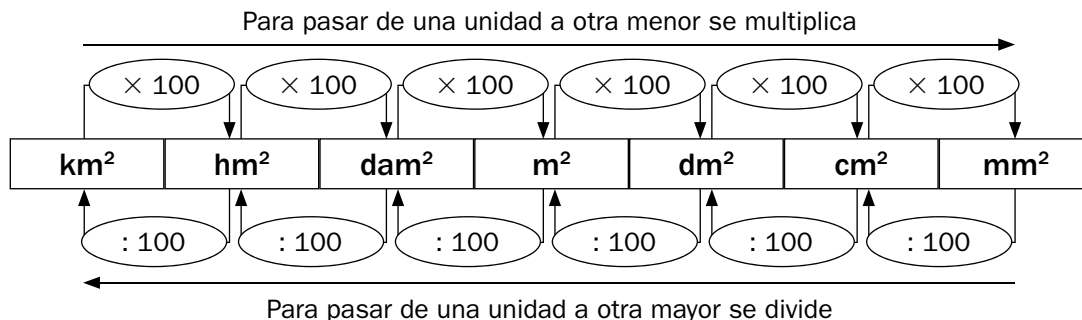 Para pasar de una unidad a otra menor se multiplica
× 100 × 100 × 100 × 100 × 100 × 100
km² hm² dam² m² dm² cm² mm²
: 100 : 100 : 100 : 100 : 100 : 100
Para pasar de una unidad a otra mayor se divide